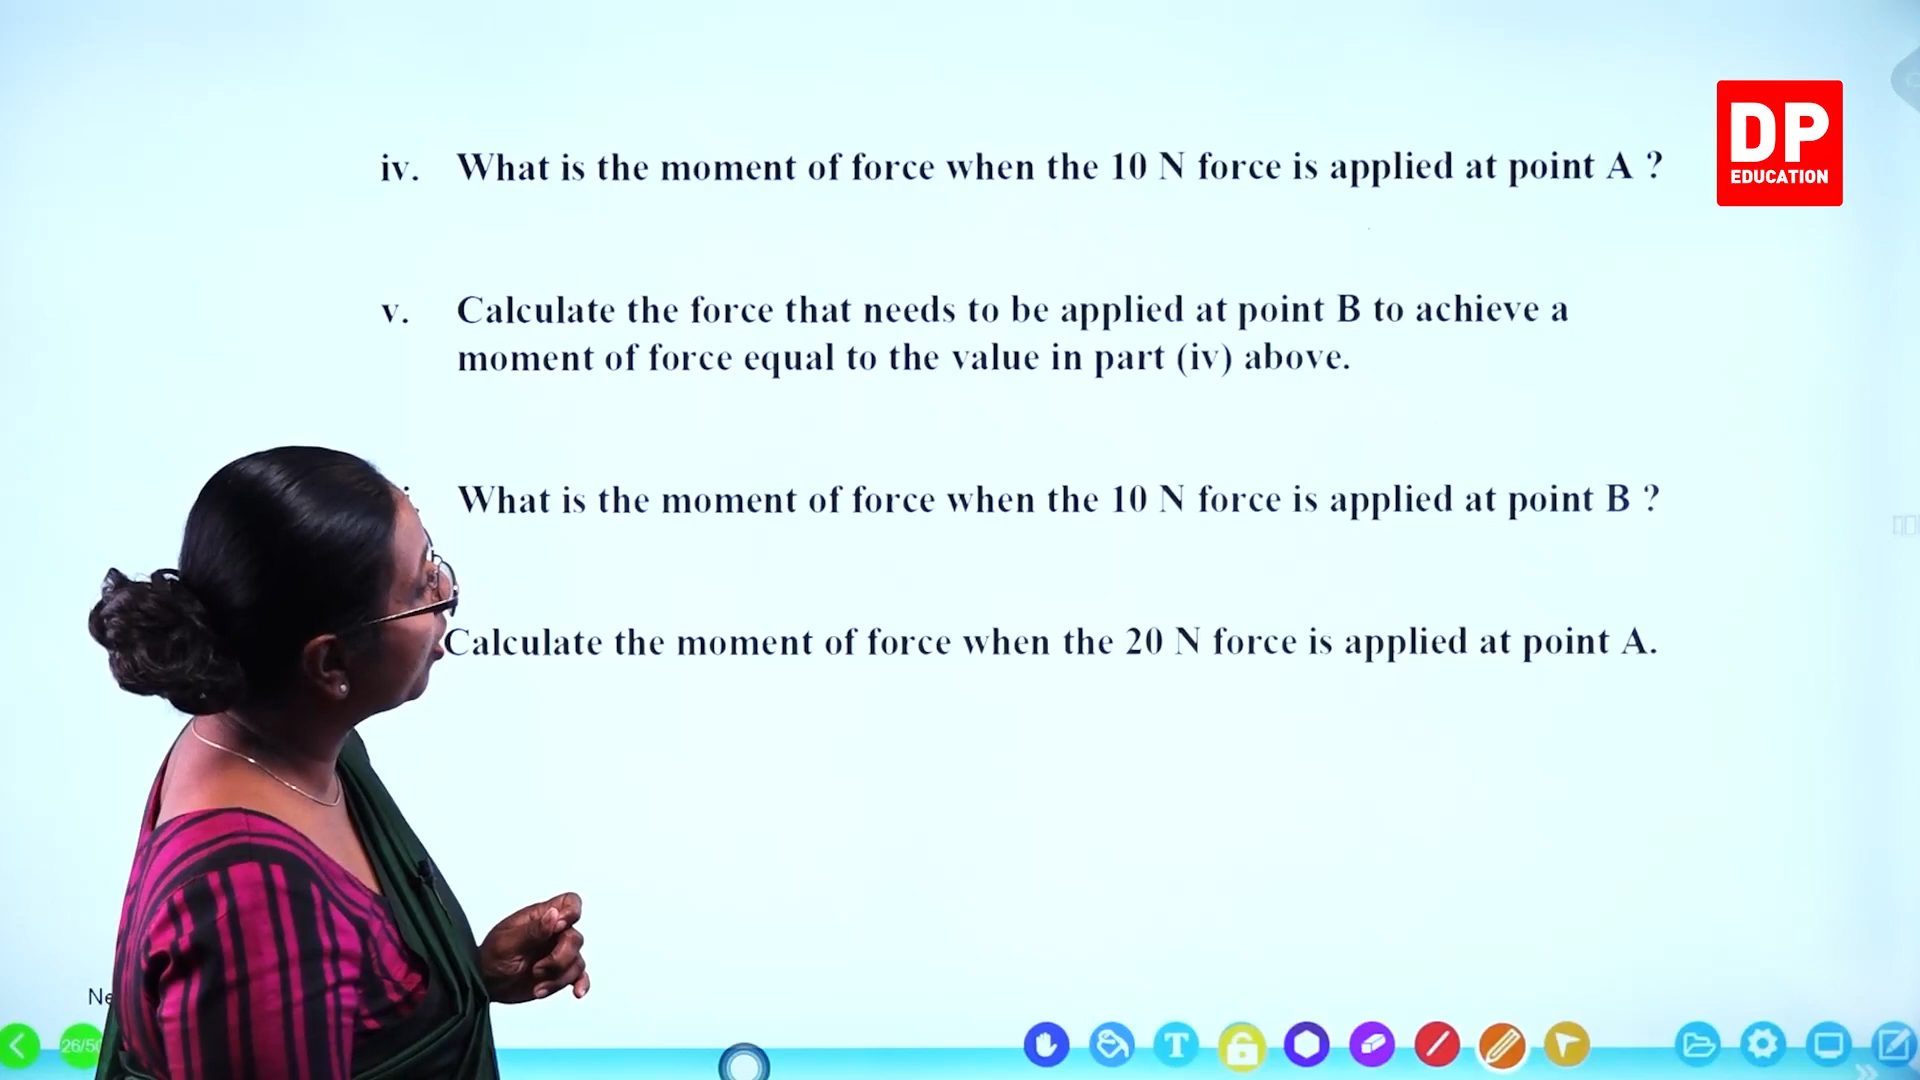 DP
EDUCATION
iv. What is the moment of force when the 10 N force is applied at point A ?
v. Calculate the force that needs to be applied at point B to achieve a
moment of force equal to the value in part (iv) above.
What is the moment of force when the 10 N force is applied at point B ?
Calculate the moment of force when the 20 N force is applied at point A.
T